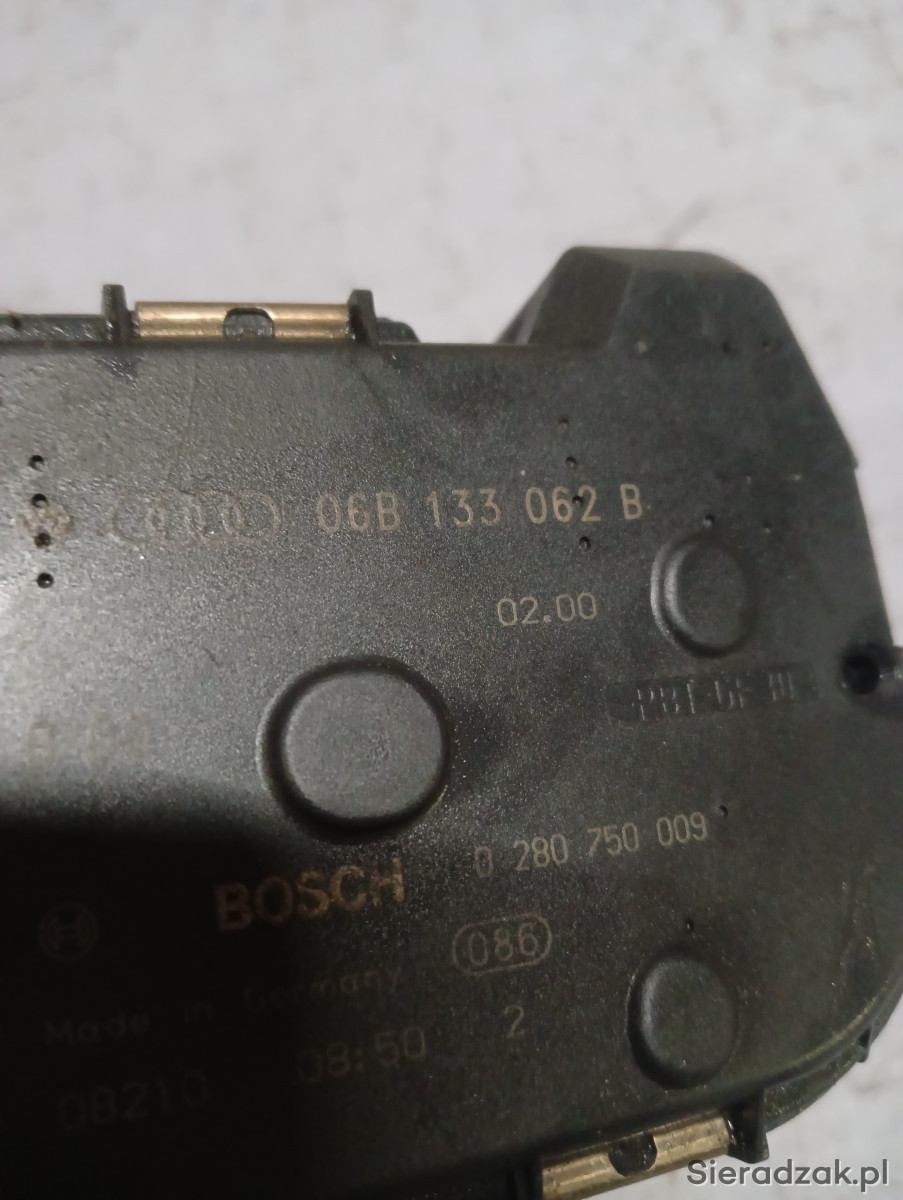 06B 133 062 B
02.00
BOSCH 0 280 750 009
086
Made in Germany
08210 08:50 2
Sieradzak.pl